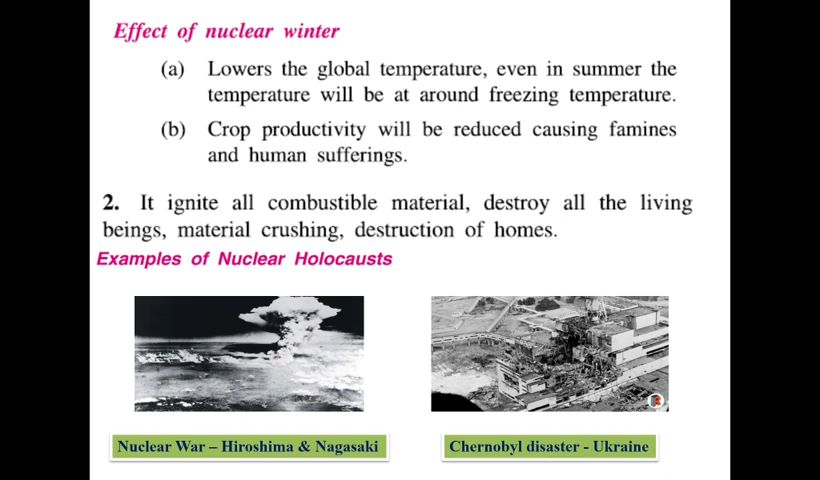 Effect of nuclear winter
(a) Lowers the global temperature, even in summer the
temperature will be at around freezing temperature.
(b) Crop productivity will be reduced causing famines
and human sufferings.
2. It ignite all combustible material, destroy all the living
beings, material crushing, destruction of homes.
Examples of Nuclear Holocausts
Nuclear War – Hiroshima & Nagasaki
Chernobyl disaster - Ukraine